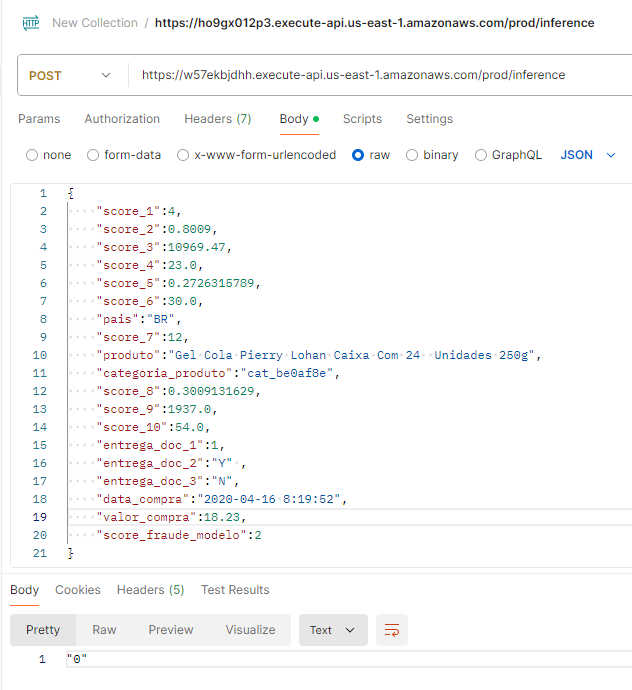 HTTP New Collection / https://ho9gx012p3.execute-api.us-east-1.amazonaws.com/prod/inference
POST https://w57ekbjdhh.execute-api.us-east-1.amazonaws.com/prod/inference
Params Authorization Headers (7) Body Scripts Settings
none form-data x-www-form-urlencoded raw binary GraphQL JSON
1 {
2 "score_1":4,
3 "score_2":0.8009,
4 "score_3":10969.47,
5 "score_4":23.0,
6 "score_5":0.2726315789,
7 "score_6":30.0,
8 "pais":"BR",
9 "score_7":12,
10 "produto":"Gel Cola Pierry Lohan Caixa Com 24  Unidades 250g",
11 "categoria_produto":"cat_be0af8e",
12 "score_8":0.3009131629,
13 "score_9":1937.0,
14 "score_10":54.0,
15 "entrega_doc_1":1,
16 "entrega_doc_2":"Y" ,
17 "entrega_doc_3":"N",
18 "data_compra":"2020-04-16 8:19:52",
19 "valor_compra":18.23,
20 "score_fraude_modelo":2
21 }
Body Cookies Headers (5) Test Results
Pretty Raw Preview Visualize Text
1 "0"